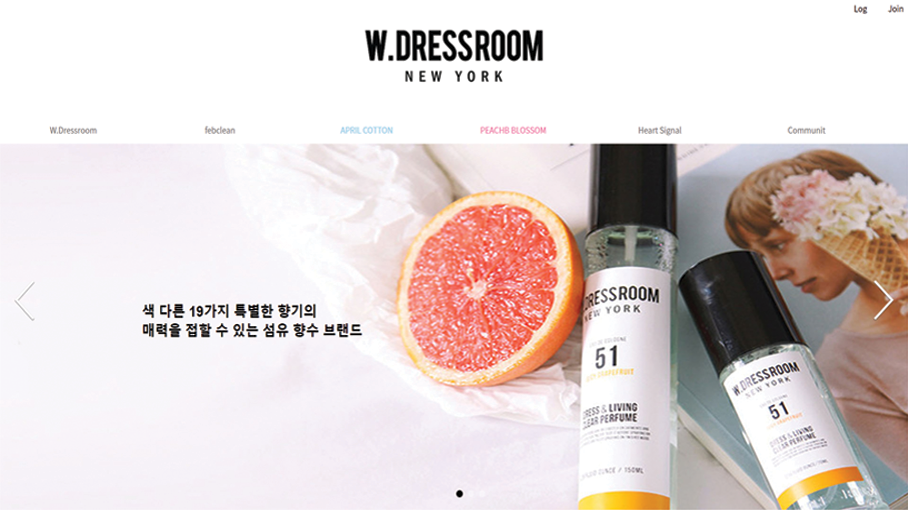 Log Join
W.DRESSROOM
NEW YORK
W.Dressroom febclean APRIL COTTON PEACHB BLOSSOM Heart Signal Communit
색 다른 19가지 특별한 향기의
매력을 접할 수 있는 섬유 향수 브랜드
.DRESSROOM
NEW YORK
51
DRESS & LIVING
CLEAR PERFUME
OUNCE / 150ML
W.DRESSROOM
NEW YORK
51
DRESS & LIVING
CLEAR PERFUME